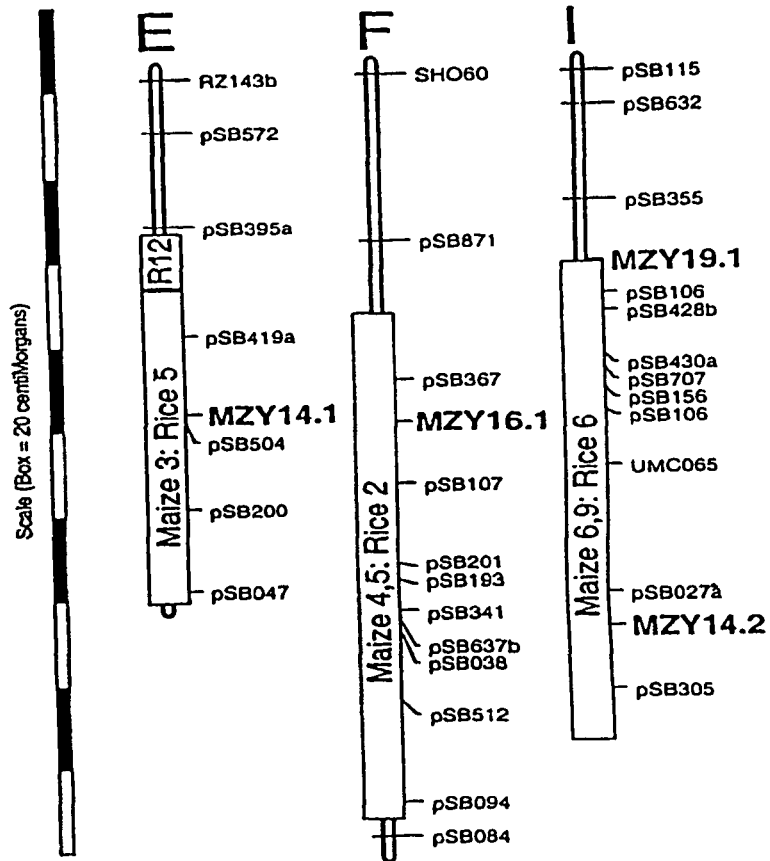 Scale (Box = 20 centiMorgans)
E
RZ143b
pSB572
pSB395a
R12
pSB419a
MZY14.1
pSB504
pSB200
pSB047
Maize 3: Rice 5
F
SHO60
pSB871
pSB367
MZY16.1
pSB107
pSB201
pSB193
pSB341
pSB637b
pSB038
pSB512
pSB094
pSB084
Maize 4,5: Rice 2
I
pSB115
pSB632
pSB355
MZY19.1
pSB106
pSB428b
pSB430a
pSB707
pSB156
pSB106
UMC065
pSB027a
MZY14.2
pSB305
Maize 6,9: Rice 6